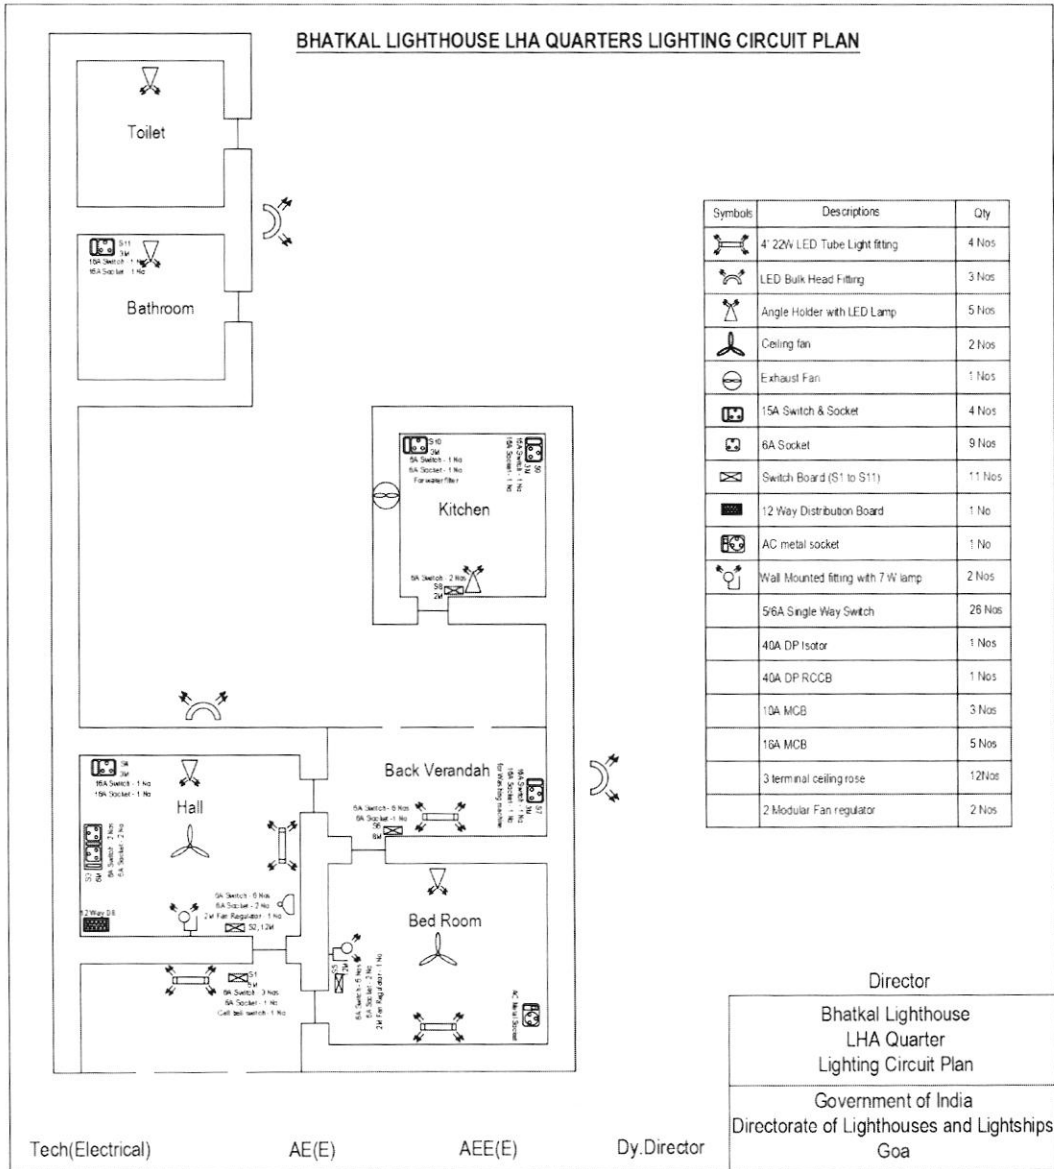 BHATKAL LIGHTHOUSE LHA QUARTERS LIGHTING CIRCUIT PLAN
Toilet
S11
3M
16A Switch - 1 No
16A Socket - 1 No
Bathroom
Symbols Descriptions Qty
4' 22W LED Tube Light fitting 4 Nos
LED Bulk Head Fitting 3 Nos
Angle Holder with LED Lamp 5 Nos
Ceiling fan 2 Nos
Exhaust Fan 1 Nos
15A Switch & Socket 4 Nos
6A Socket 9 Nos
Switch Board (S1 to S11) 11 Nos
12 Way Distribution Board 1 No
AC metal socket 1 No
Wall Mounted fitting with 7 W lamp 2 Nos
5/6A Single Way Switch 26 Nos
40A DP Isotor 1 Nos
40A DP RCCB 1 Nos
10A MCB 3 Nos
16A MCB 5 Nos
3 terminal ceiling rose 12Nos
2 Modular Fan regulator 2 Nos
S10
3M
6A Switch - 1 No
6A Socket - 1 No
For water filter
S9
3M
16A Switch - 1 No
16A Socket - 1 No
Kitchen
6A Switch - 2 Nos
S8
2M
Back Verandah
S7
3M
16A Switch - 1 No
16A Socket - 1 No
for Washing machine
6A Switch - 6 Nos
6A Socket - 1 No
S6
8M
S4
3M
16A Switch - 1 No
16A Socket - 1 No
Hall
S3
6M
6A Switch - 2 Nos
6A Socket - 2 No
12 Way DB
6A Switch - 6 Nos
6A Socket - 2 No
2M Fan Regulator - 1 No
S2, 12M
Bed Room
S5
12M
6A Switch - 6 Nos
6A Socket - 2 No
2M Fan Regulator - 1 No
AC Metal Socket
S1
6M
6A Switch - 3 Nos
6A Socket - 1 No
Call bell switch - 1 No
Director
Bhatkal Lighthouse
LHA Quarter
Lighting Circuit Plan
Government of India
Directorate of Lighthouses and Lightships
Goa
Tech(Electrical) AE(E) AEE(E) Dy.Director